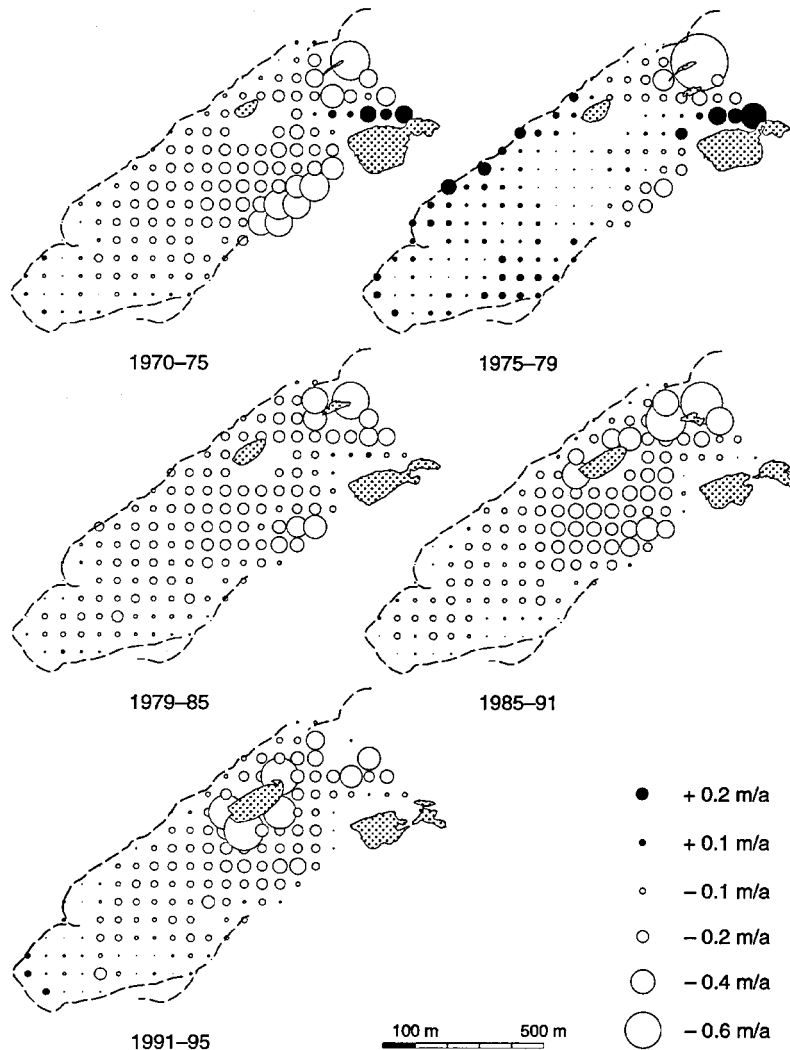 1970–75
1975–79
1979–85
1985–91
1991–95
+ 0.2 m/a
+ 0.1 m/a
– 0.1 m/a
– 0.2 m/a
– 0.4 m/a
– 0.6 m/a
100 m 500 m